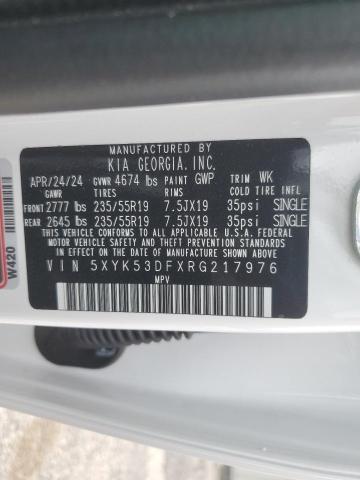 MANUFACTURED BY
KIA GEORGIA, INC.
APR/24/24 GVWR 4674 lbs PAINT GWP TRIM WK
GAWR TIRES RIMS COLD TIRE INFL
FRONT 2777 lbs 235/55R19 7.5JX19 35psi SINGLE
REAR 2645 lbs 235/55R19 7.5JX19 35psi SINGLE
THIS VEHICLE CONFORMS TO ALL APPLICABLE U.S.A. FEDERAL
MOTOR VEHICLE SAFETY, BUMPER, AND THEFT PREVENTION STANDARDS
IN EFFECT ON THE DATE OF MANUFACTURE SHOWN ABOVE.
VIN 5XYK53DFXRG217976
MPV
W420